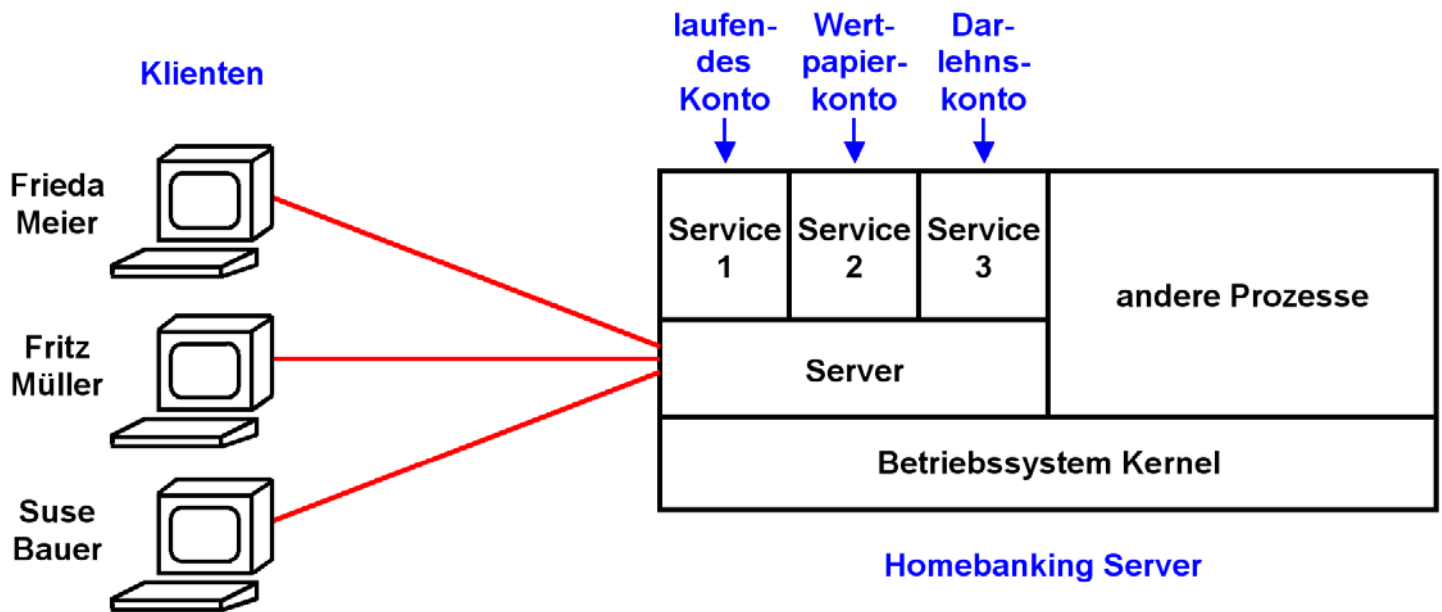 Klienten
Frieda
Meier
Fritz
Müller
Suse
Bauer
laufen-
des
Konto
Wert-
papier-
konto
Dar-
lehns-
konto
Service
1
Service
2
Service
3
andere Prozesse
Server
Betriebssystem Kernel
Homebanking Server